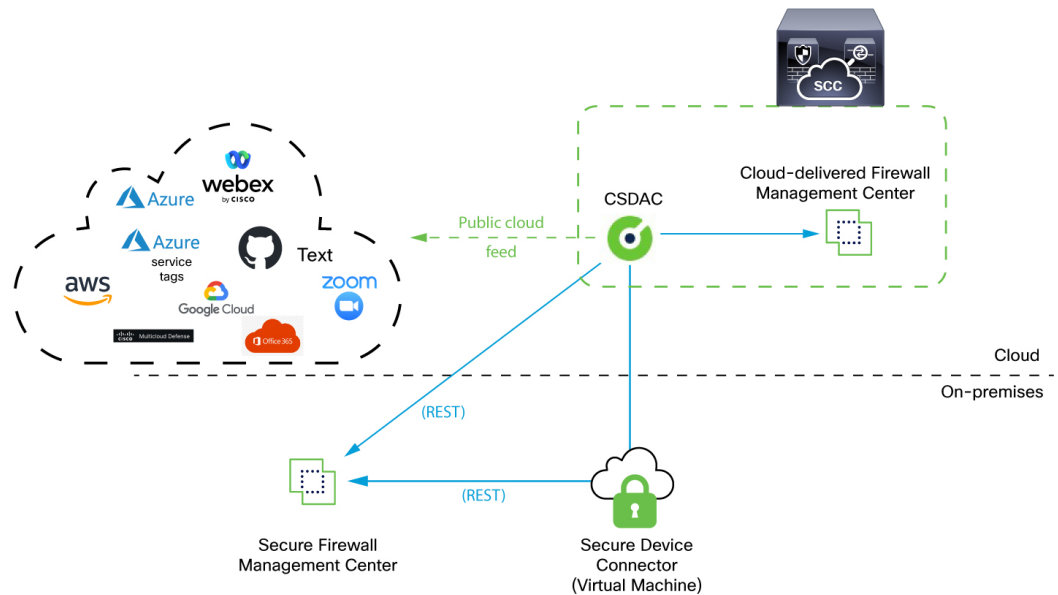 SCC
webex
by CISCO
Azure
Azure
service
tags
Text
aws
zoom
Google Cloud
CISCO
Multicloud Defense
Office 365
Public cloud
feed
CSDAC
Cloud-delivered Firewall
Management Center
Cloud
On-premises
(REST)
(REST)
Secure Firewall
Management Center
Secure Device
Connector
(Virtual Machine)